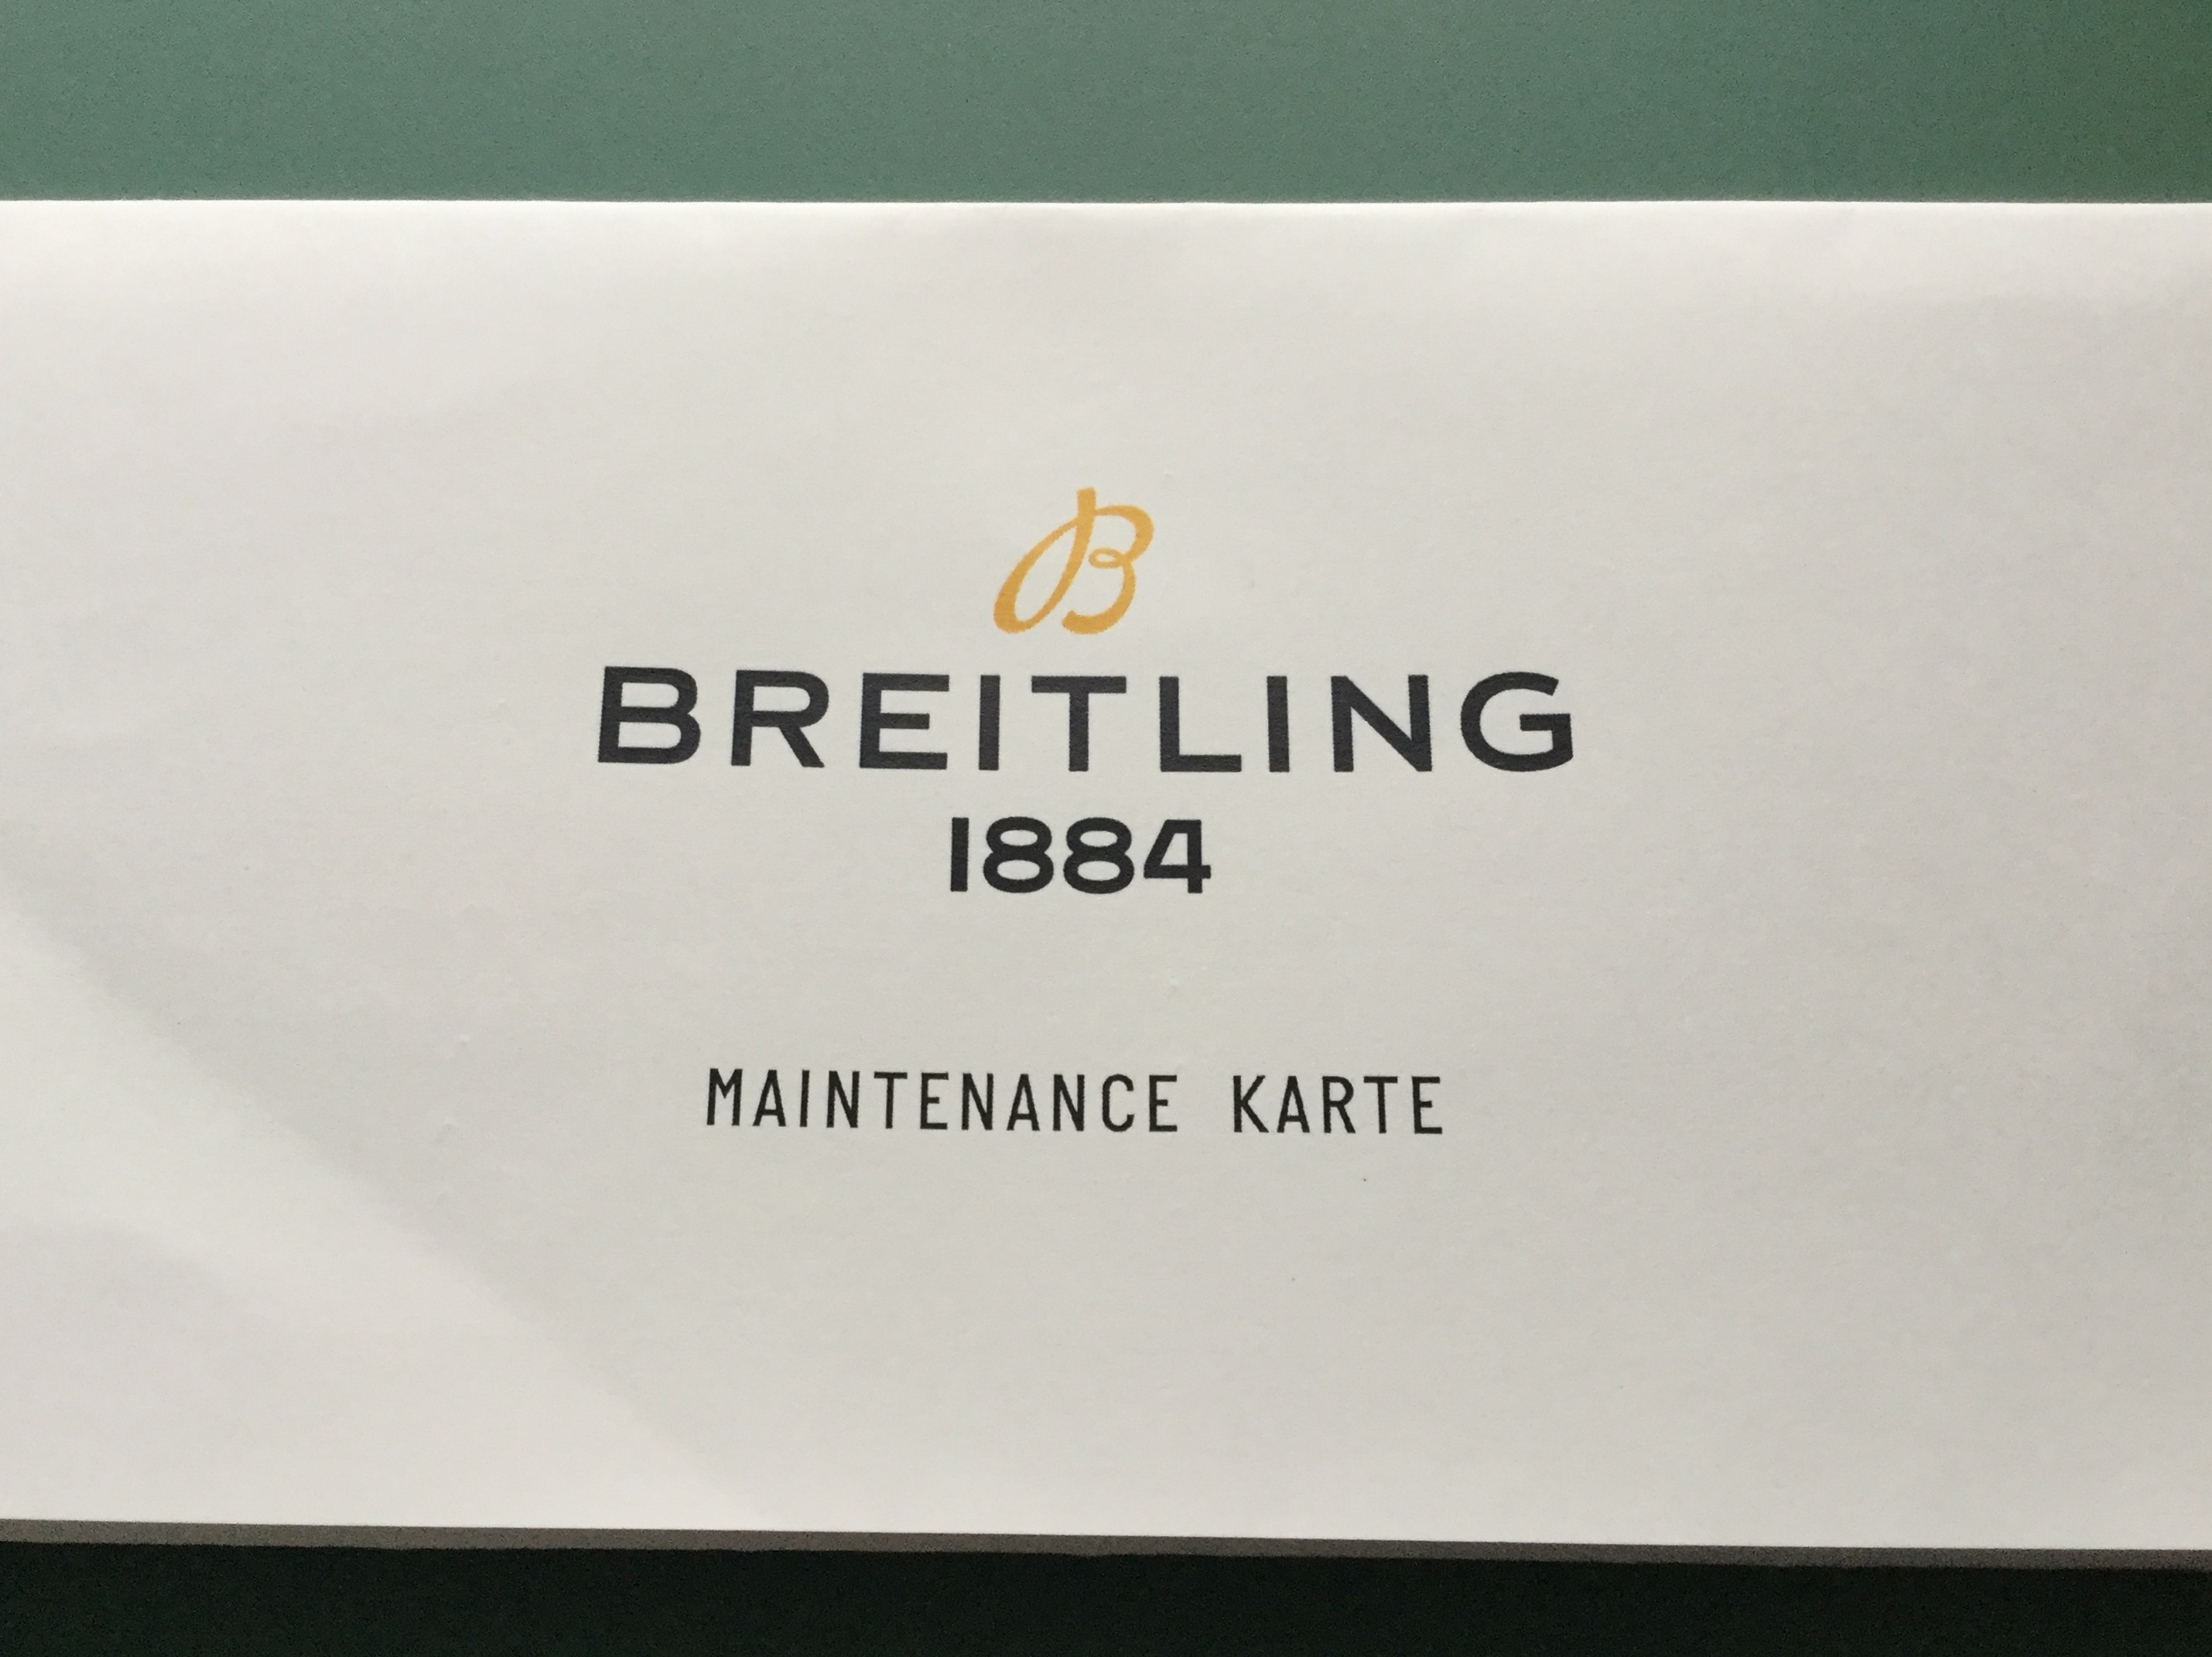 B
BREITLING
1884
MAINTENANCE KARTE